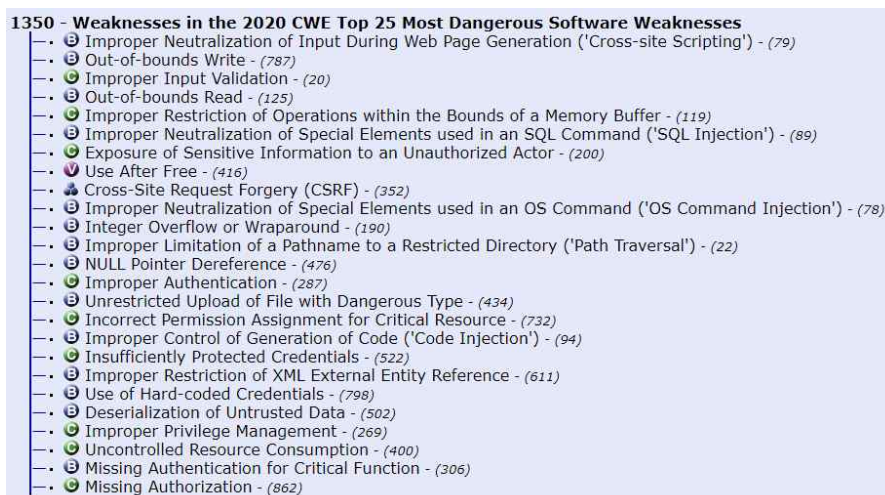 1350 - Weaknesses in the 2020 CWE Top 25 Most Dangerous Software Weaknesses
B Improper Neutralization of Input During Web Page Generation ('Cross-site Scripting') - (79)
B Out-of-bounds Write - (787)
C Improper Input Validation - (20)
B Out-of-bounds Read - (125)
C Improper Restriction of Operations within the Bounds of a Memory Buffer - (119)
B Improper Neutralization of Special Elements used in an SQL Command ('SQL Injection') - (89)
C Exposure of Sensitive Information to an Unauthorized Actor - (200)
V Use After Free - (416)
Cross-Site Request Forgery (CSRF) - (352)
B Improper Neutralization of Special Elements used in an OS Command ('OS Command Injection') - (78)
B Integer Overflow or Wraparound - (190)
B Improper Limitation of a Pathname to a Restricted Directory ('Path Traversal') - (22)
B NULL Pointer Dereference - (476)
C Improper Authentication - (287)
B Unrestricted Upload of File with Dangerous Type - (434)
C Incorrect Permission Assignment for Critical Resource - (732)
B Improper Control of Generation of Code ('Code Injection') - (94)
C Insufficiently Protected Credentials - (522)
B Improper Restriction of XML External Entity Reference - (611)
B Use of Hard-coded Credentials - (798)
B Deserialization of Untrusted Data - (502)
C Improper Privilege Management - (269)
C Uncontrolled Resource Consumption - (400)
B Missing Authentication for Critical Function - (306)
C Missing Authorization - (862)